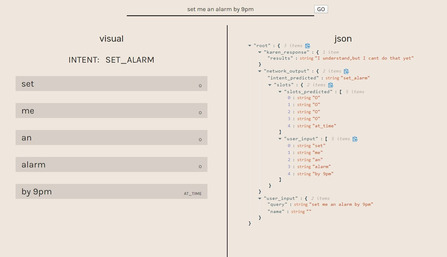 set me an alarm by 9pm
GO
visual
INTENT: SET_ALARM
set
O
me
O
an
O
alarm
O
by 9pm
AT_TIME
json
"root" : { 3 items
"karen_response" : { 1 item
"results" : string "I understand,but I cant do that yet"
}
"network_output" : { 2 items
"intent_predicted" : string "set_alarm"
"slots" : { 2 items
"slots_predicted" : [ 5 items
0 : string "O"
1 : string "O"
2 : string "O"
3 : string "O"
4 : string "at_time"
]
"user_input" : [ 5 items
0 : string "set"
1 : string "me"
2 : string "an"
3 : string "alarm"
4 : string "by 9pm"
]
}
}
"user_input" : { 2 items
"query" : string "set me an alarm by 9pm"
"name" : string ""
}
}